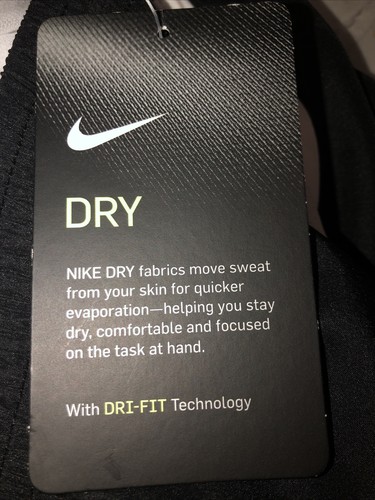 DRY
NIKE DRY fabrics move sweat
from your skin for quicker
evaporation—helping you stay
dry, comfortable and focused
on the task at hand.
With DRI-FIT Technology